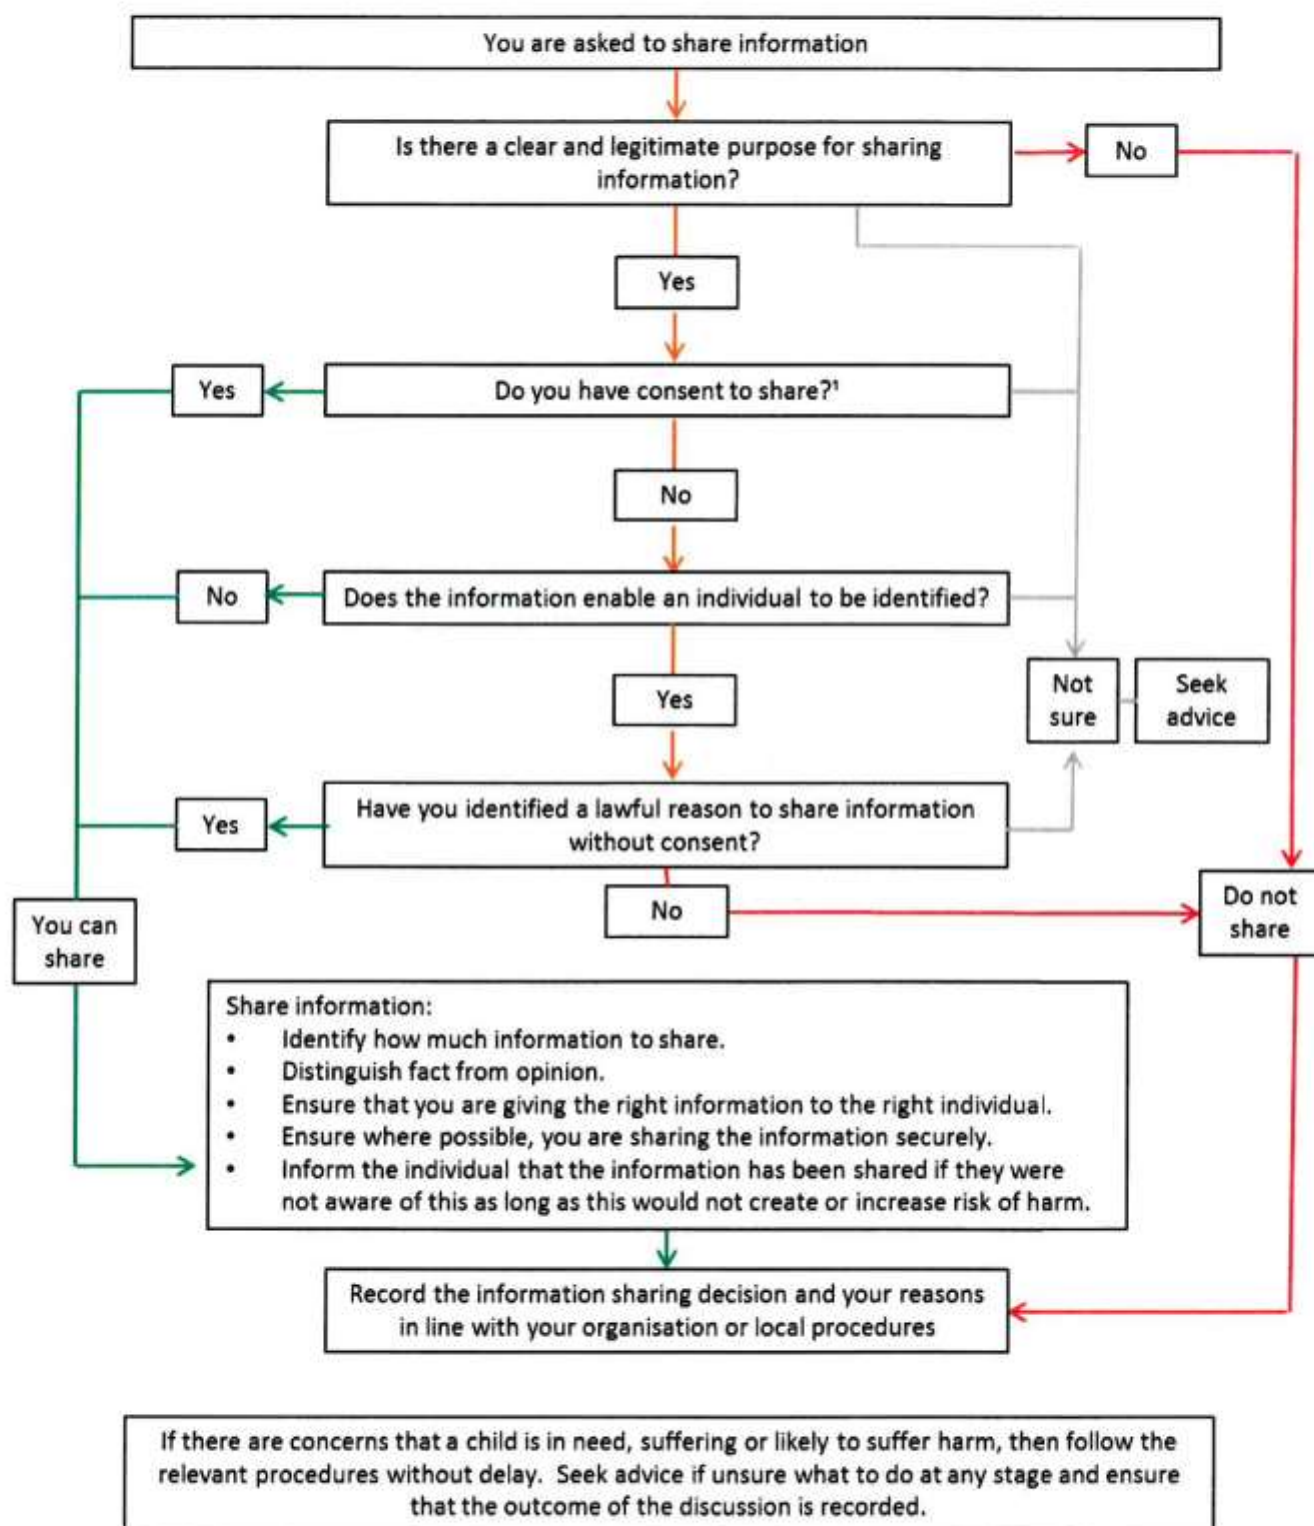 You are asked to share information
Is there a clear and legitimate purpose for sharing
information?
No
Yes
Yes
Do you have consent to share?¹
No
No
Does the information enable an individual to be identified?
Yes
Not
sure
Seek
advice
Yes
Have you identified a lawful reason to share information
without consent?
No
You can
share
Do not
share
Share information:
• Identify how much information to share.
• Distinguish fact from opinion.
• Ensure that you are giving the right information to the right individual.
• Ensure where possible, you are sharing the information securely.
• Inform the individual that the information has been shared if they were
not aware of this as long as this would not create or increase risk of harm.
Record the information sharing decision and your reasons
in line with your organisation or local procedures
If there are concerns that a child is in need, suffering or likely to suffer harm, then follow the
relevant procedures without delay. Seek advice if unsure what to do at any stage and ensure
that the outcome of the discussion is recorded.